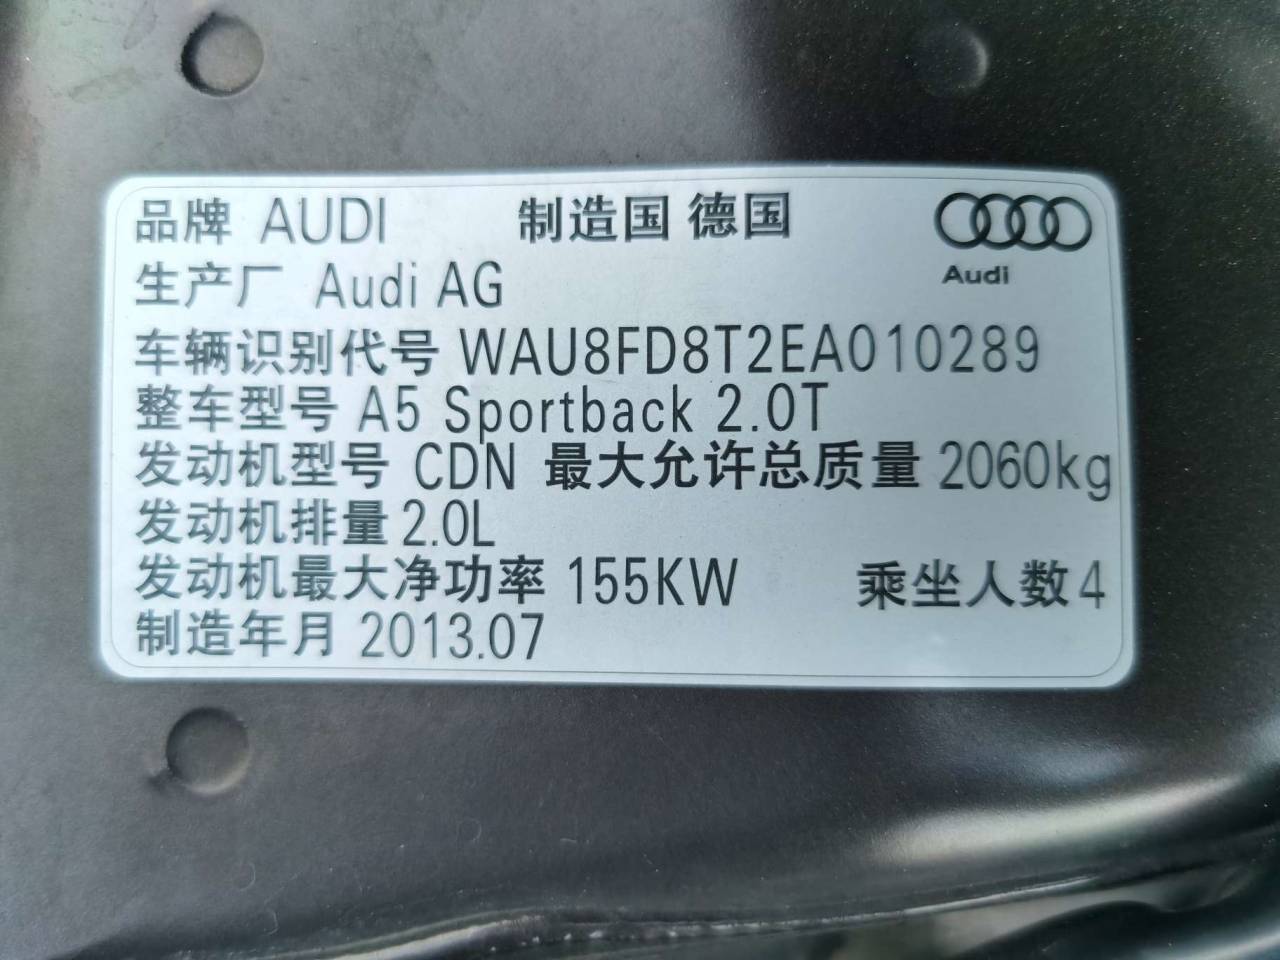 品牌 AUDI 制造国 德国
Audi
生产厂 Audi AG
车辆识别代号 WAU8FD8T2EA010289
整车型号 A5 Sportback 2.0T
发动机型号 CDN 最大允许总质量 2060kg
发动机排量 2.0L
发动机最大净功率 155KW 乘坐人数 4
制造年月 2013.07